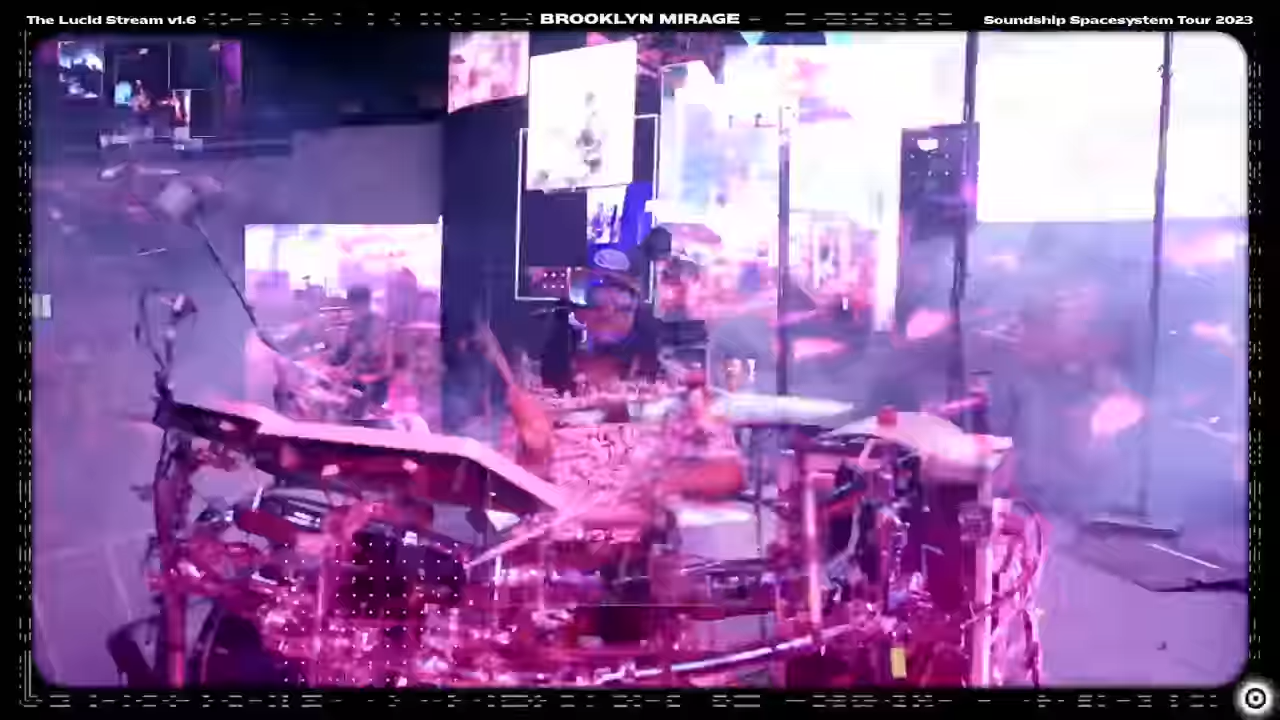 The Lucid Stream v1.6
BROOKLYN MIRAGE
Soundship Spacesystem Tour 2023